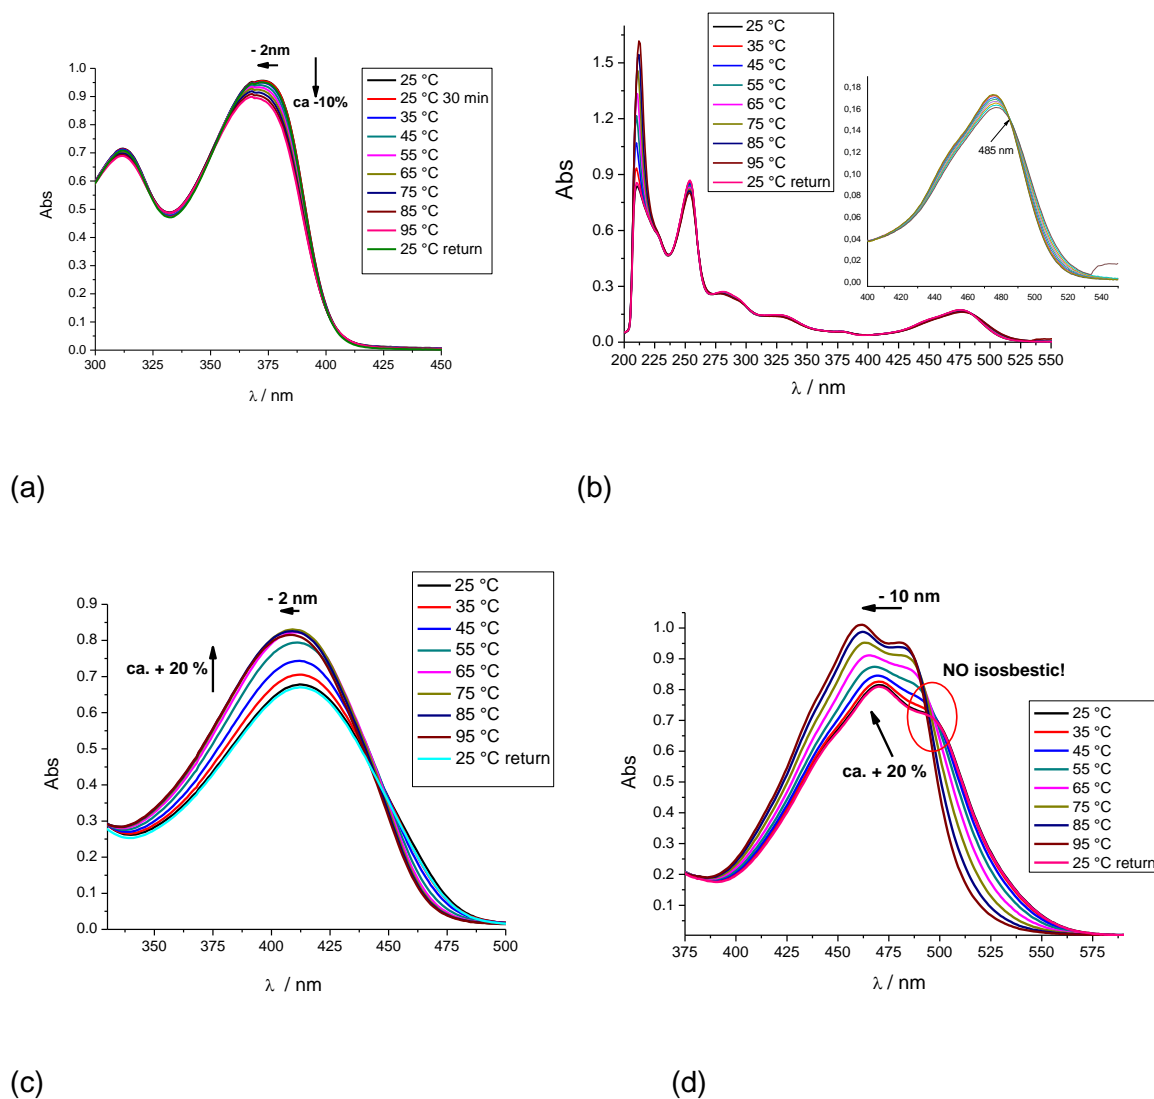 - 2nm
ca -10%
25 °C
25 °C 30 min
35 °C
45 °C
55 °C
65 °C
75 °C
85 °C
95 °C
25 °C return
1.0
0.9
0.8
0.7
0.6
0.5
0.4
0.3
0.2
0.1
0.0
Abs
300 325 350 375 400 425 450
λ / nm
(a)
25 °C
35 °C
45 °C
55 °C
65 °C
75 °C
85 °C
95 °C
25 °C return
1.5
1.2
0.9
0.6
0.3
0.0
Abs
200 225 250 275 300 325 350 375 400 425 450 475 500 525 550
λ / nm
0,18
0,16
0,14
0,12
0,10
0,08
0,06
0,04
0,02
0,00
485 nm
400 420 440 460 480 500 520 540
(b)
- 2 nm
ca. + 20 %
25 °C
35 °C
45 °C
55 °C
65 °C
75 °C
85 °C
95 °C
25 °C return
0.9
0.8
0.7
0.6
0.5
0.4
0.3
0.2
0.1
0.0
Abs
350 375 400 425 450 475 500
λ / nm
(c)
- 10 nm
NO isosbestic!
ca. + 20 %
25 °C
35 °C
45 °C
55 °C
65 °C
75 °C
85 °C
95 °C
25 °C return
1.0
0.9
0.8
0.7
0.6
0.5
0.4
0.3
0.2
0.1
Abs
375 400 425 450 475 500 525 550 575
λ / nm
(d)